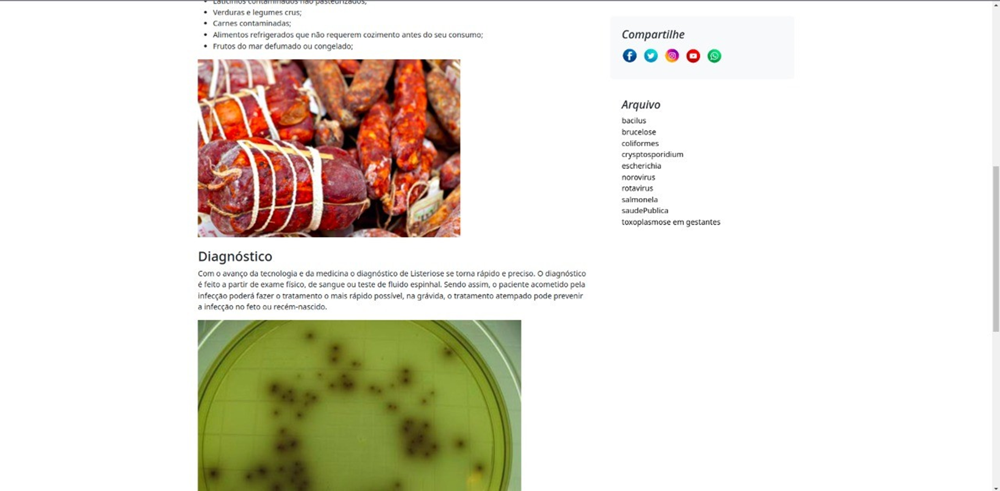 Laticínios contaminados não pasteurizados;
Verduras e legumes crus;
Carnes contaminadas;
Alimentos refrigerados que não requerem cozimento antes do seu consumo;
Frutos do mar defumado ou congelado;
Diagnóstico
Com o avanço da tecnologia e da medicina o diagnóstico de Listeriose se torna rápido e preciso. O diagnóstico
é feito a partir de exame físico, de sangue ou teste de fluido espinhal. Sendo assim, o paciente acometido pela
infecção poderá fazer o tratamento o mais rápido possível, na grávida, o tratamento atempado pode prevenir
a infecção no feto ou recém-nascido.
Compartilhe
Arquivo
bacilus
brucelose
coliformes
crysptosporidium
escherichia
norovirus
rotavirus
salmonela
saudePublica
toxoplasmose em gestantes